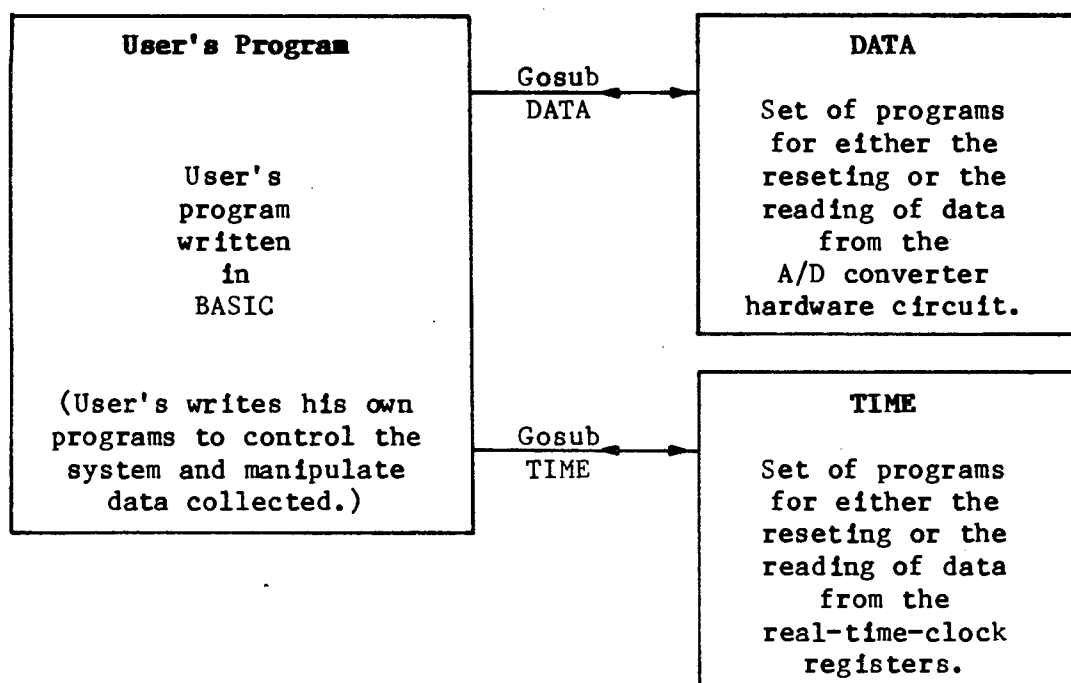 User's Program
User's
program
written
in
BASIC
(User's writes his own
programs to control the
system and manipulate
data collected.)
Gosub
DATA
DATA
Set of programs
for either the
reseting or the
reading of data
from the
A/D converter
hardware circuit.
Gosub
TIME
TIME
Set of programs
for either the
reseting or the
reading of data
from the
real-time-clock
registers.